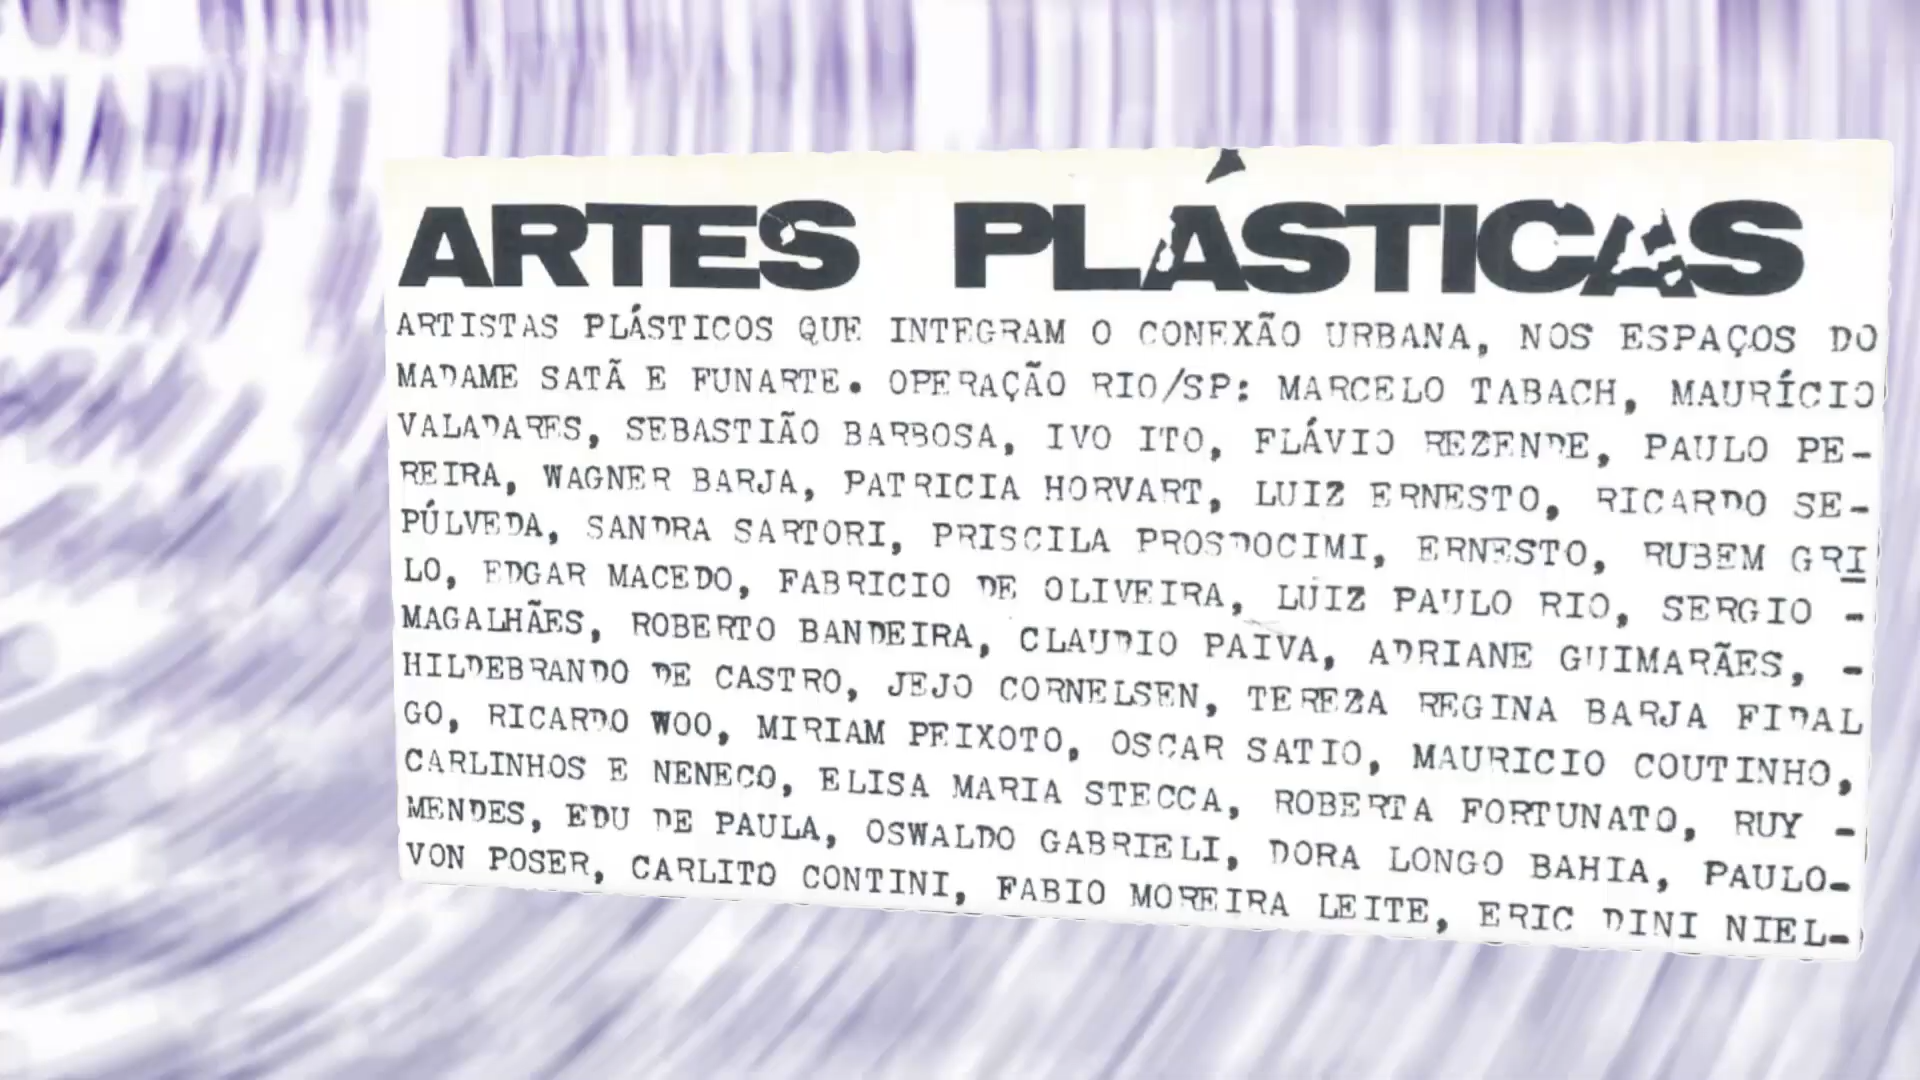 ARTES PLÁSTICAS
ARTISTAS PLÁSTICOS QUE INTEGRAM O CONEXÃO URBANA, NOS ESPAÇOS DO
MADAME SATÃ E FUNARTE. OPERAÇÃO RIO/SP: MARCELO TABACH, MAURÍCIO
VALADARES, SEBASTIÃO BARBOSA, IVO ITO, FLÁVIO REZENDE, PAULO PE-
REIRA, WAGNER BARJA, PATRICIA HORVART, LUIZ ERNESTO, RICARDO SE-
PÚLVEDA, SANDRA SARTORI, PRISCILA PROSDOCIMI, ERNESTO, RUBEM GRI
LO, EDGAR MACEDO, FABRICIO DE OLIVEIRA, LUIZ PAULO RIO, SERGIO -
MAGALHÃES, ROBERTO BANDEIRA, CLAUDIO PAIVA, ADRIANE GUIMARÃES, -
HILDEBRANDO DE CASTRO, JEJO CORNELSEN, TEREZA REGINA BARJA FIDAL
GO, RICARDO WOO, MIRIAM PEIXOTO, OSCAR SATIO, MAURICIO COUTINHO,
CARLINHOS E NENECO, ELISA MARIA STECCA, ROBERTA FORTUNATO, RUY -
MENDES, EDU DE PAULA, OSWALDO GABRIELI, DORA LONGO BAHIA, PAULO-
VON POSER, CARLITO CONTINI, FABIO MOREIRA LEITE, ERIC DINI NIEL-